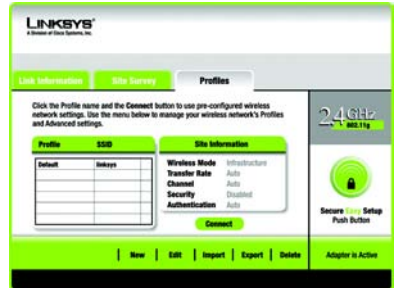 LINKSYS®
A Division of Cisco Systems, Inc.
Link Information Site Survey Profiles
Click the Profile name and the Connect button to use pre-configured wireless
network settings. Use the menu below to manage your wireless network's Profiles
and Advanced settings.
2.4GHz
802.11g
Profile SSID
Default linksys
Site Information
Wireless Mode Infrastructure
Transfer Rate Auto
Channel Auto
Security Disabled
Authentication Auto
Connect
Secure Easy Setup
Push Button
New Edit Import Export Delete
Adapter is Active